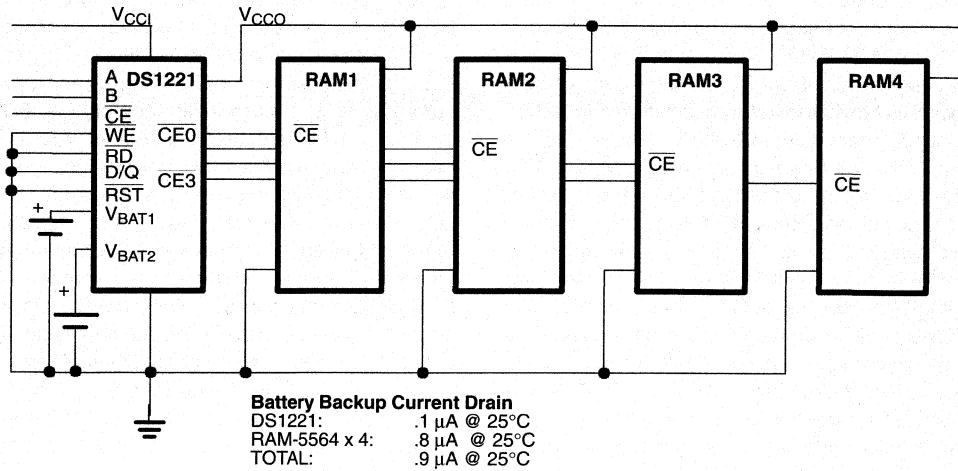 VCCI
VCCO
A
B
CE
WE
RD
D/Q
RST
VBAT1
VBAT2
DS1221
CE0
CE3
RAM1
CE
RAM2
CE
RAM3
CE
RAM4
CE
+
+
Battery Backup Current Drain
DS1221: .1 μA @ 25°C
RAM-5564 x 4: .8 μA @ 25°C
TOTAL: .9 μA @ 25°C